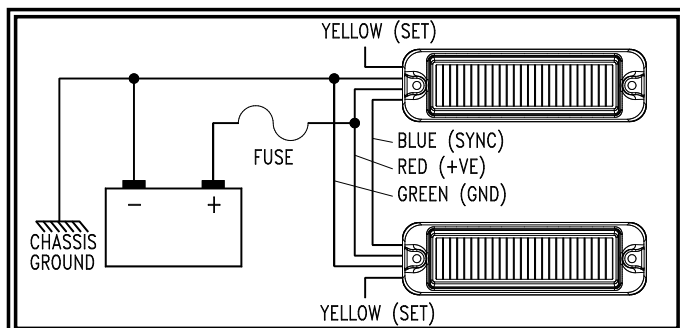 YELLOW (SET)
FUSE
BLUE (SYNC)
RED (+VE)
GREEN (GND)
− +
CHASSIS
GROUND
YELLOW (SET)